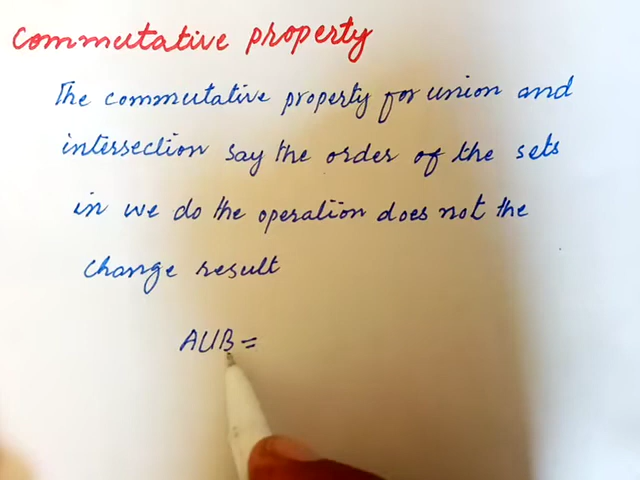 Commutative property
The commutative property for union and
intersection say the order of the sets
in we do the operation does not the
change result
AUB=